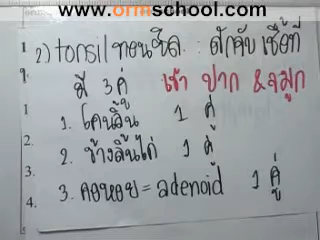 www.ormschool.com
2) tonsil ทอนซิล : ดักจับ เชื้อที่
มี 3 คู่ เข้า ปาก & จมูก
1. โคนลิ้น 1 คู่
2. ข้างลิ้นไก่ 1 คู่
3. คอหอย = adenoid 1 คู่